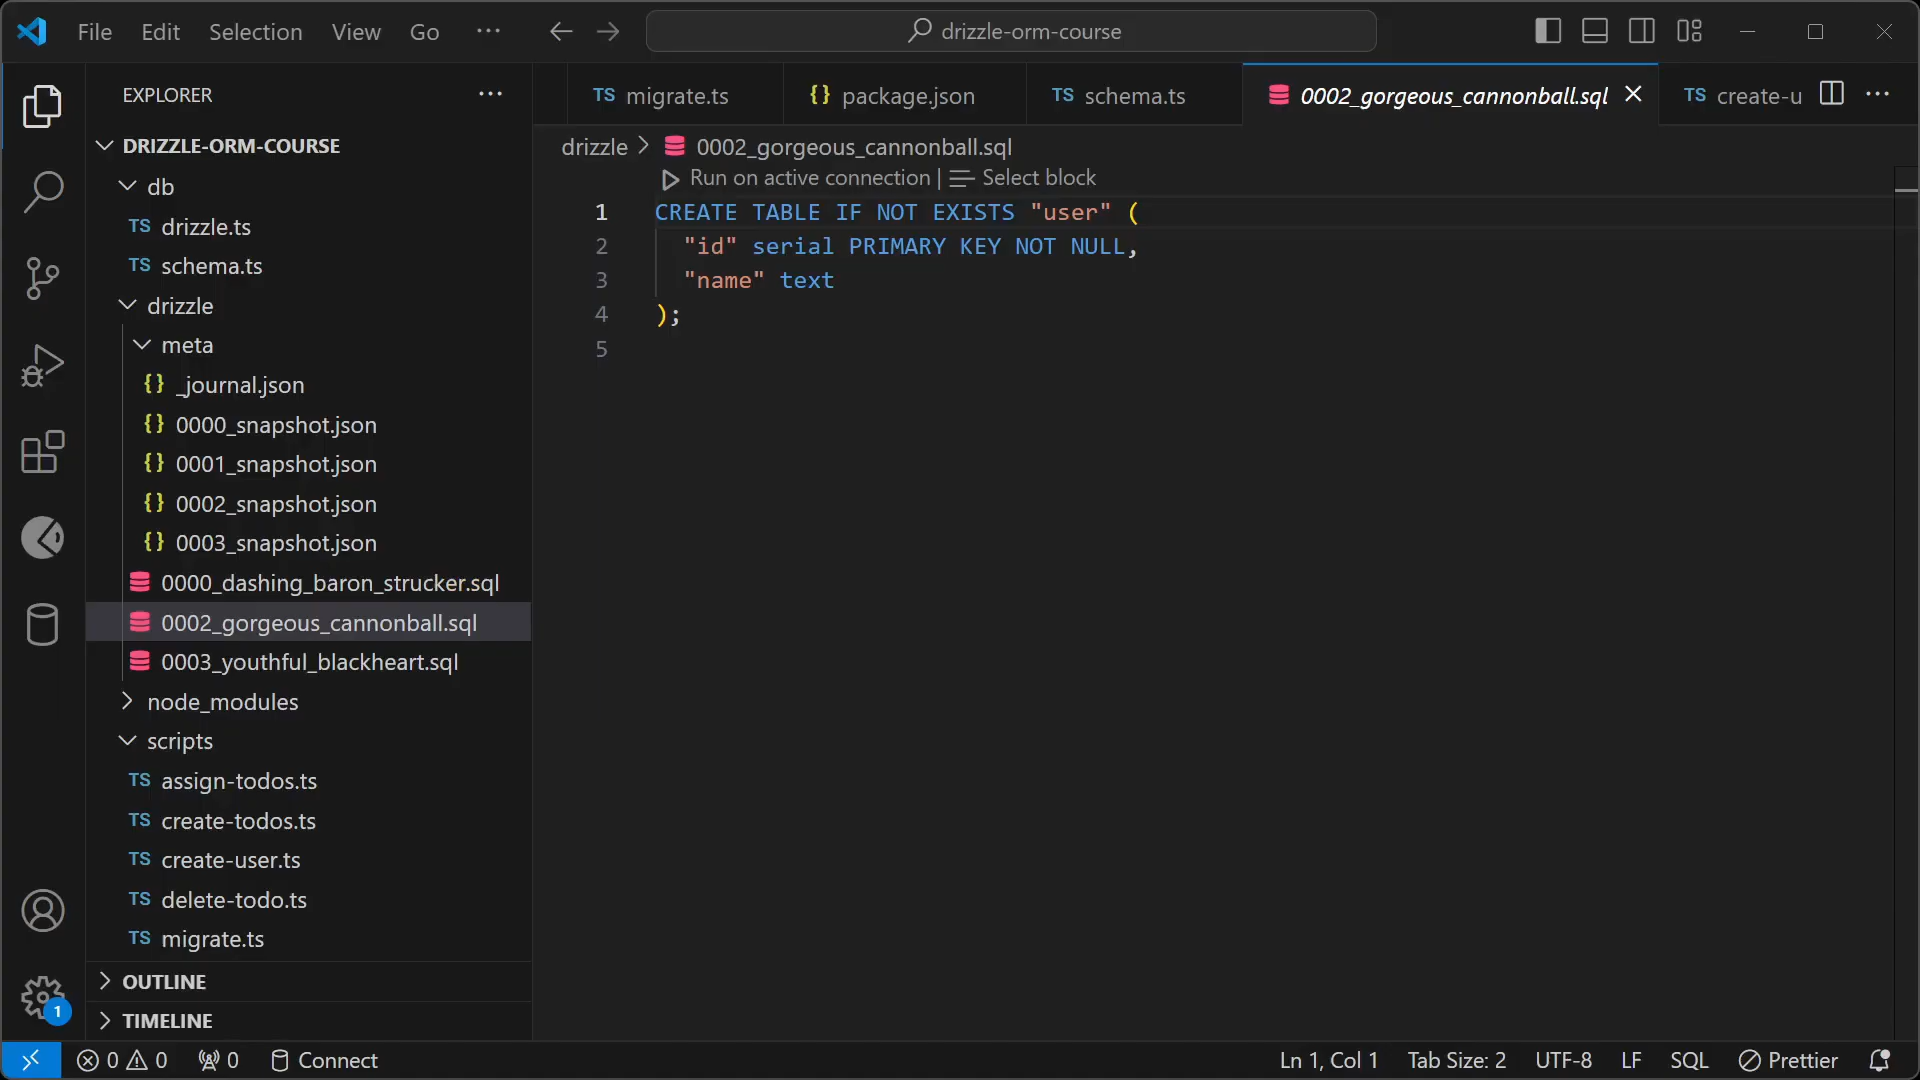 File Edit Selection View Go ··· drizzle-orm-course
EXPLORER ···
DRIZZLE-ORM-COURSE
db
TS drizzle.ts
TS schema.ts
drizzle
meta
{} _journal.json
{} 0000_snapshot.json
{} 0001_snapshot.json
{} 0002_snapshot.json
{} 0003_snapshot.json
0000_dashing_baron_strucker.sql
0002_gorgeous_cannonball.sql
0003_youthful_blackheart.sql
node_modules
scripts
TS assign-todos.ts
TS create-todos.ts
TS create-user.ts
TS delete-todo.ts
TS migrate.ts
OUTLINE
TIMELINE
1
TS migrate.ts {} package.json TS schema.ts 0002_gorgeous_cannonball.sql TS create-u ···
drizzle > 0002_gorgeous_cannonball.sql
Run on active connection | Select block
1 CREATE TABLE IF NOT EXISTS "user" (
2 "id" serial PRIMARY KEY NOT NULL,
3 "name" text
4 );
5
0 0 0 Connect Ln 1, Col 1 Tab Size: 2 UTF-8 LF SQL Prettier